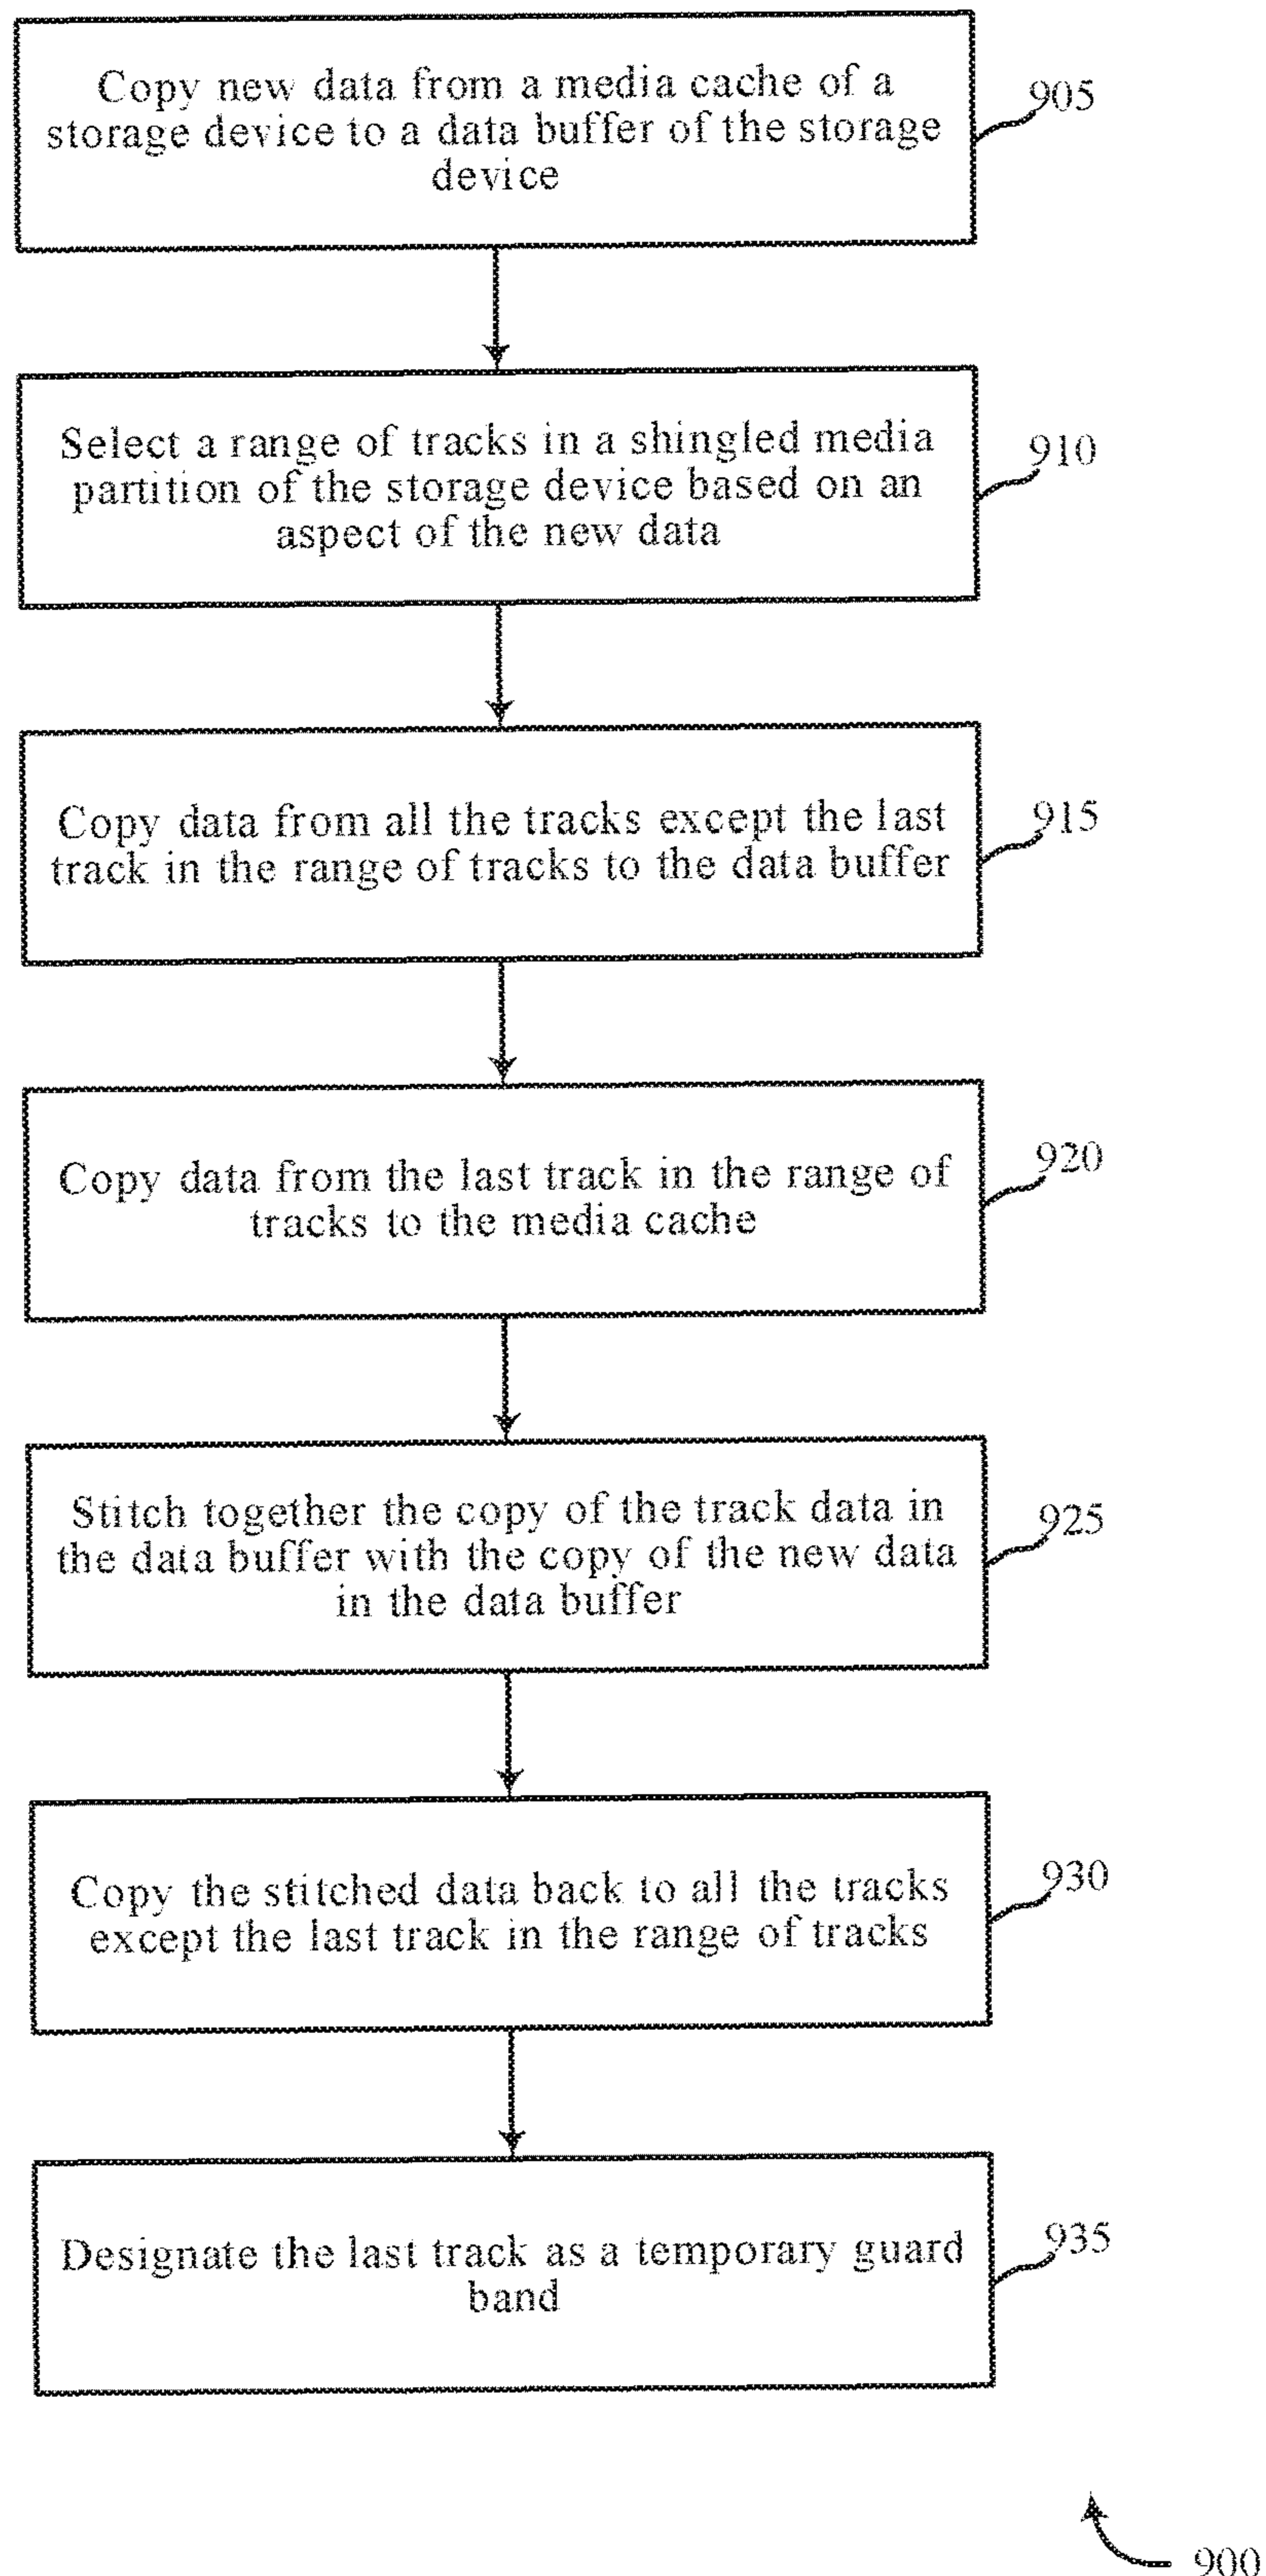 Copy new data from a media cache of a
storage device to a data buffer of the storage
device
905
Select a range of tracks in a shingled media
partition of the storage device based on an
aspect of the new data
910
Copy data from all the tracks except the last
track in the range of tracks to the data buffer
915
Copy data from the last track in the range of
tracks to the media cache
920
Stitch together the copy of the track data in
the data buffer with the copy of the new data
in the data buffer
925
Copy the stitched data back to all the tracks
except the last track in the range of tracks
930
Designate the last track as a temporary guard
band
935
900